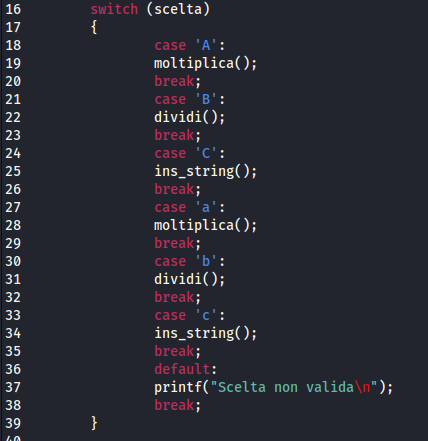 16 switch (scelta)
17 {
18 case 'A':
19 moltiplica();
20 break;
21 case 'B':
22 dividi();
23 break;
24 case 'C':
25 ins_string();
26 break;
27 case 'a':
28 moltiplica();
29 break;
30 case 'b':
31 dividi();
32 break;
33 case 'c':
34 ins_string();
35 break;
36 default:
37 printf("Scelta non valida\n");
38 break;
39 }
40